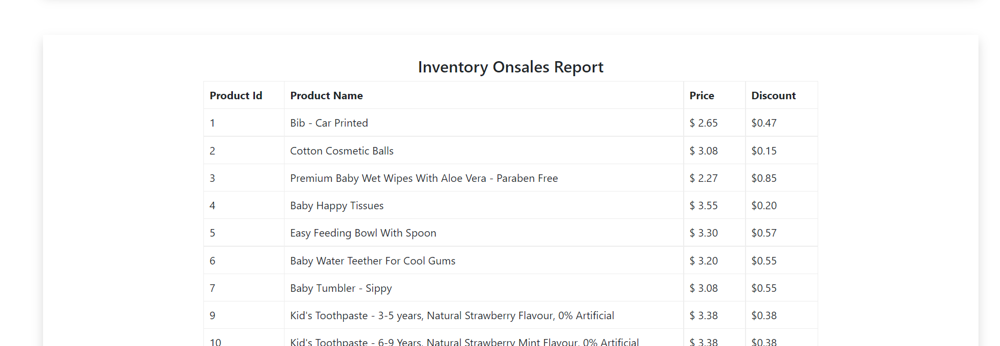 Inventory Onsales Report
Product Id Product Name Price Discount
1 Bib - Car Printed $ 2.65 $0.47
2 Cotton Cosmetic Balls $ 3.08 $0.15
3 Premium Baby Wet Wipes With Aloe Vera - Paraben Free $ 2.27 $0.85
4 Baby Happy Tissues $ 3.55 $0.20
5 Easy Feeding Bowl With Spoon $ 3.30 $0.57
6 Baby Water Teether For Cool Gums $ 3.20 $0.55
7 Baby Tumbler - Sippy $ 3.08 $0.55
9 Kid's Toothpaste - 3-5 years, Natural Strawberry Flavour, 0% Artificial $ 3.38 $0.38
10 Kid's Toothpaste - 6-9 Years, Natural Strawberry Mint Flavour, 0% Artificial $ 3.38 $0.38